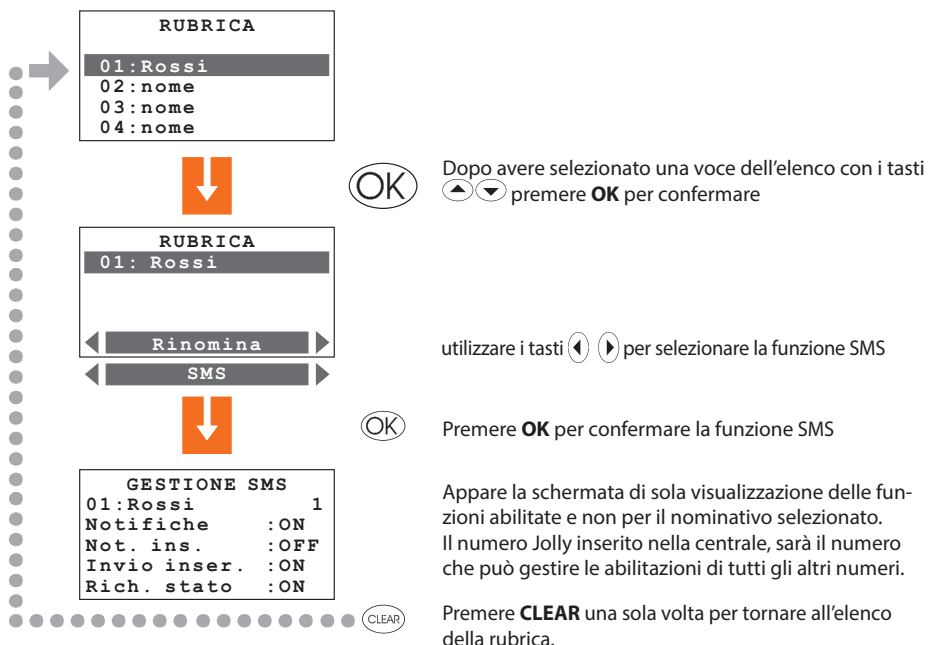 RUBRICA
01:Rossi
02:nome
03:nome
04:nome
OK
Dopo avere selezionato una voce dell'elenco con i tasti
premere OK per confermare
RUBRICA
01: Rossi
Rinomina
SMS
utilizzare i tasti per selezionare la funzione SMS
OK
Premere OK per confermare la funzione SMS
GESTIONE SMS
01:Rossi 1
Notifiche :ON
Not. ins. :OFF
Invio inser. :ON
Rich. stato :ON
Appare la schermata di sola visualizzazione delle fun-
zioni abilitate e non per il nominativo selezionato.
Il numero Jolly inserito nella centrale, sarà il numero
che può gestire le abilitazioni di tutti gli altri numeri.
CLEAR
Premere CLEAR una sola volta per tornare all'elenco
della rubrica.